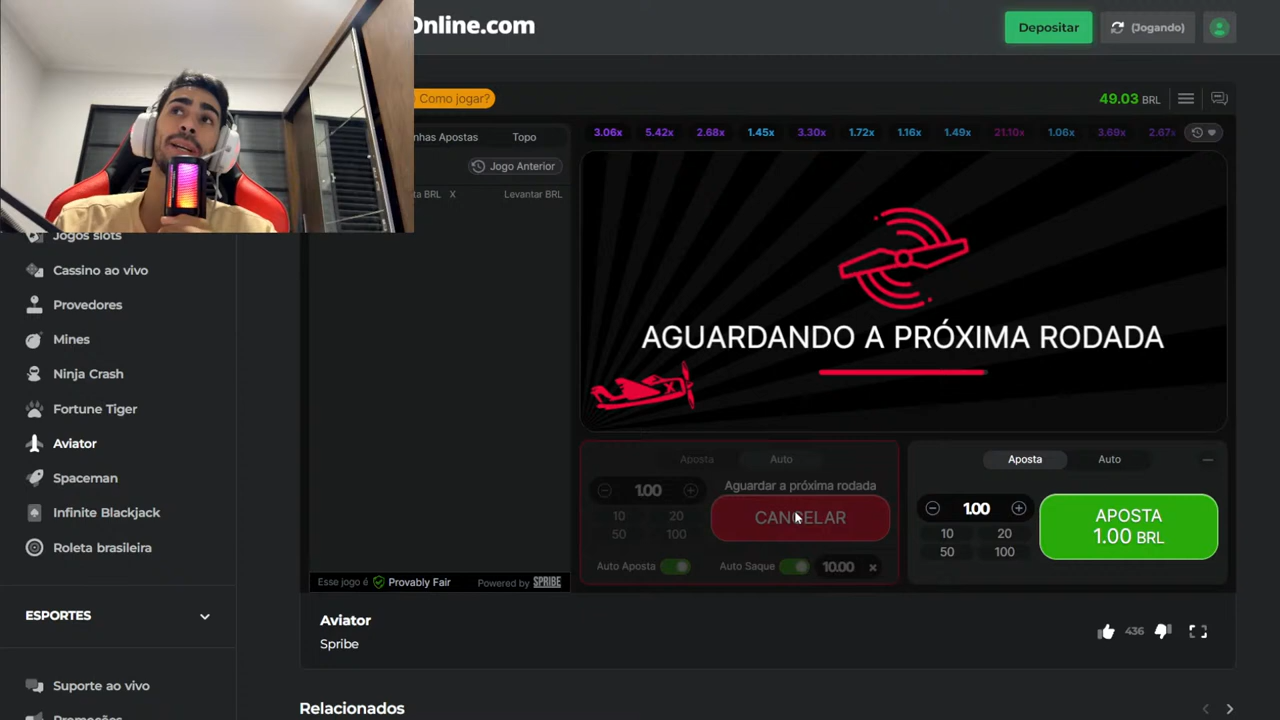 Online.com
Depositar
(Jogando)
Como jogar?
49.03 BRL
nhas Apostas
Topo
3.06x 5.42x 2.68x 1.45x 3.30x 1.72x 1.16x 1.49x 21.10x 1.06x 3.69x 2.67x
Jogo Anterior
ta BRL X Levantar BRL
AGUARDANDO A PRÓXIMA RODADA
Jogos slots
Cassino ao vivo
Provedores
Mines
Ninja Crash
Fortune Tiger
Aviator
Spaceman
Infinite Blackjack
Roleta brasileira
ESPORTES
Suporte ao vivo
Promoções
Aposta Auto
1.00
10 20
50 100
Aguardar a próxima rodada
CANCELAR
Auto Aposta
Auto Saque
10.00 x
Aposta Auto
1.00
10 20
50 100
APOSTA
1.00 BRL
Esse jogo é Provably Fair
Powered by SPRIBE
Aviator
Spribe
436
Relacionados